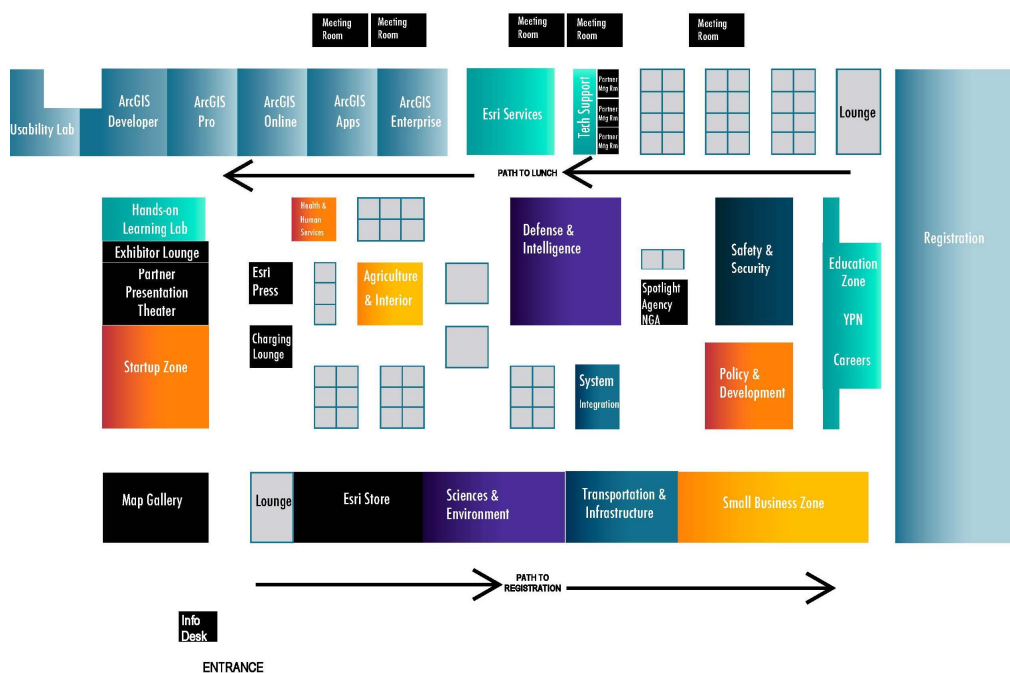 Meeting
Room
Meeting
Room
Meeting
Room
Meeting
Room
Meeting
Room
Usability Lab
ArcGIS
Developer
ArcGIS
Pro
ArcGIS
Online
ArcGIS
Apps
ArcGIS
Enterprise
Esri Services
Tech Support
Partner
Mtg Rm
Partner
Mtg Rm
Partner
Mtg Rm
Lounge
Registration
PATH TO LUNCH
Hands-on
Learning Lab
Exhibitor Lounge
Partner
Presentation
Theater
Startup Zone
Health &
Human
Services
Esri
Press
Charging
Lounge
Agriculture
& Interior
Defense &
Intelligence
Spotlight
Agency
NGA
Safety &
Security
Education
Zone
YPN
Careers
System
Integration
Policy &
Development
Map Gallery
Lounge
Esri Store
Sciences &
Environment
Transportation &
Infrastructure
Small Business Zone
PATH TO
REGISTRATION
Info
Desk
ENTRANCE